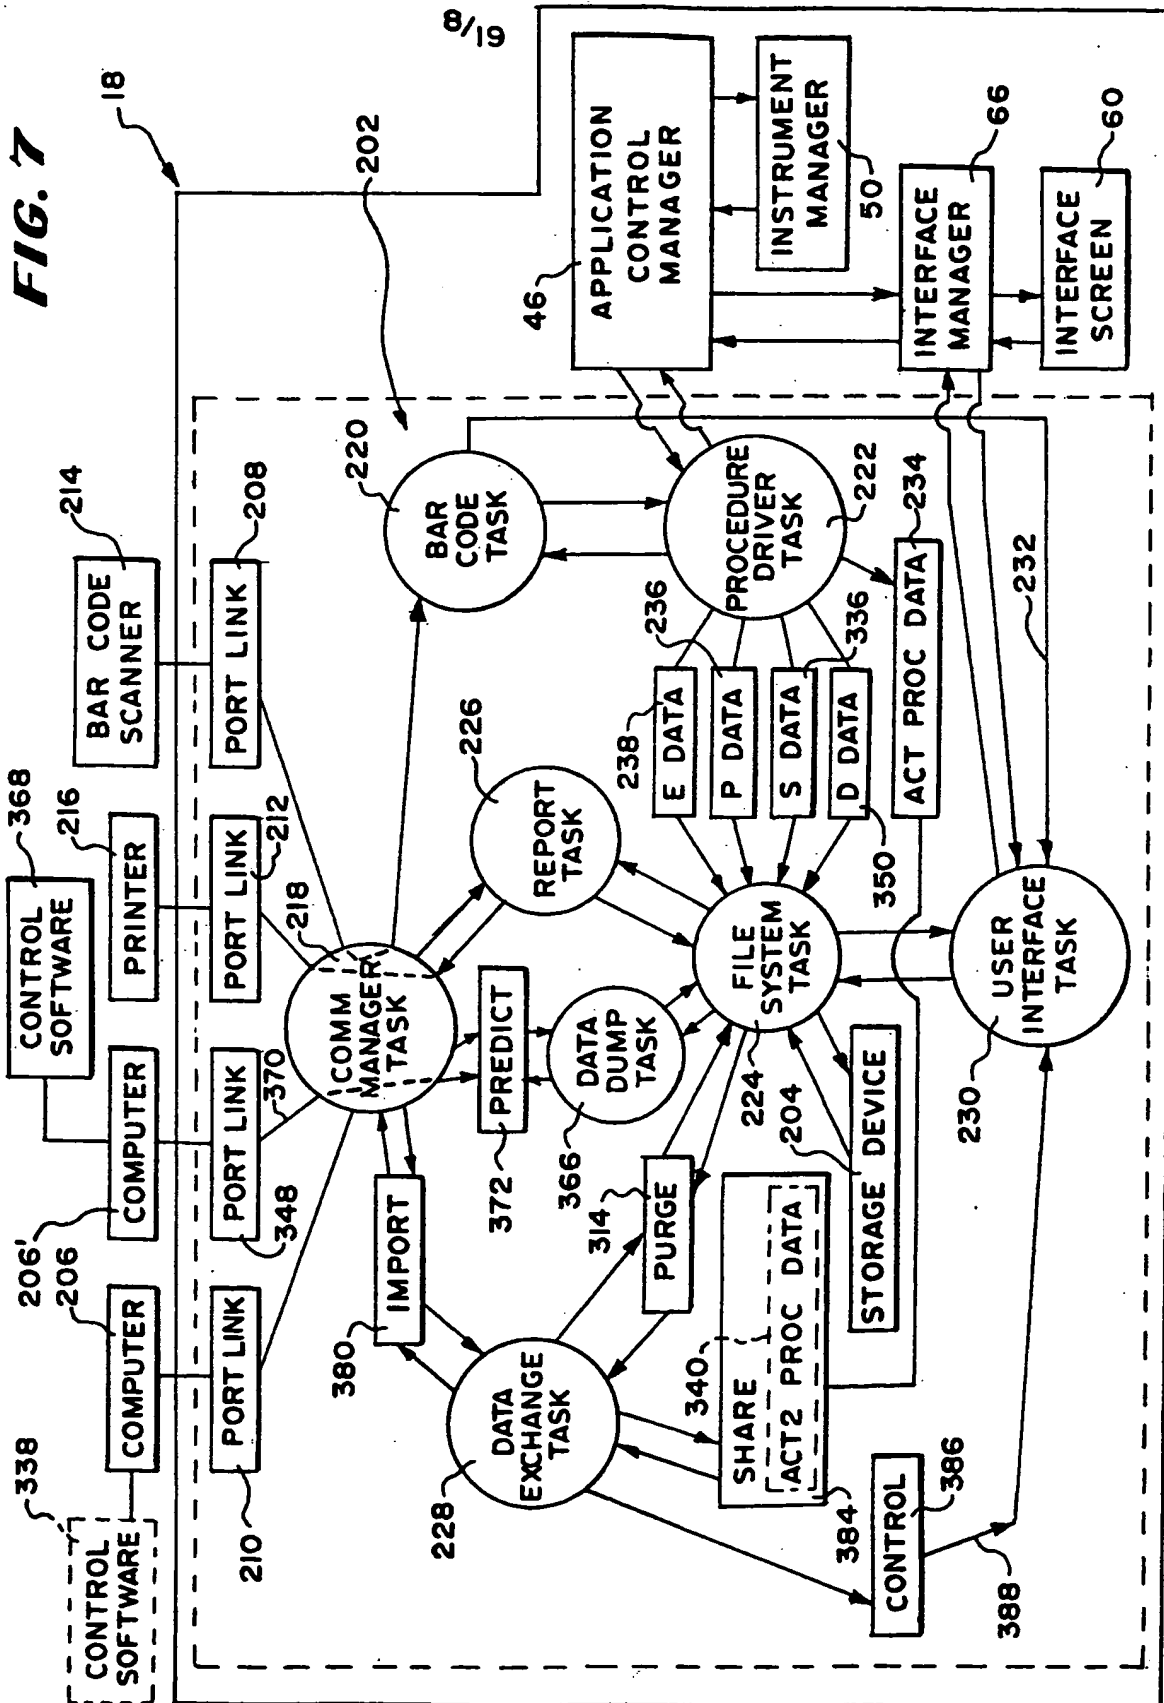 8/19
FIG. 7
18
CONTROL
SOFTWARE
338
COMPUTER
206
COMPUTER
206'
CONTROL
SOFTWARE
368
PRINTER
216
BAR CODE
SCANNER
214
PORT LINK
210
PORT LINK
348
370
PORT LINK
212
PORT LINK
208
202
COMM
MANAGER
TASK
218
BAR
CODE
TASK
220
IMPORT
380
PREDICT
372
REPORT
TASK
226
DATA
EXCHANGE
TASK
228
DATA
DUMP
TASK
366
PURGE
314
FILE
SYSTEM
TASK
224
E DATA
238
P DATA
236
S DATA
336
D DATA
350
PROCEDURE
DRIVER
TASK
222
ACT PROC DATA
234
SHARE
340
ACT2 PROC DATA
384
STORAGE DEVICE
204
CONTROL
386
388
USER
INTERFACE
TASK
230
232
APPLICATION
CONTROL
MANAGER
46
INSTRUMENT
MANAGER
50
INTERFACE
MANAGER
66
INTERFACE
SCREEN
60